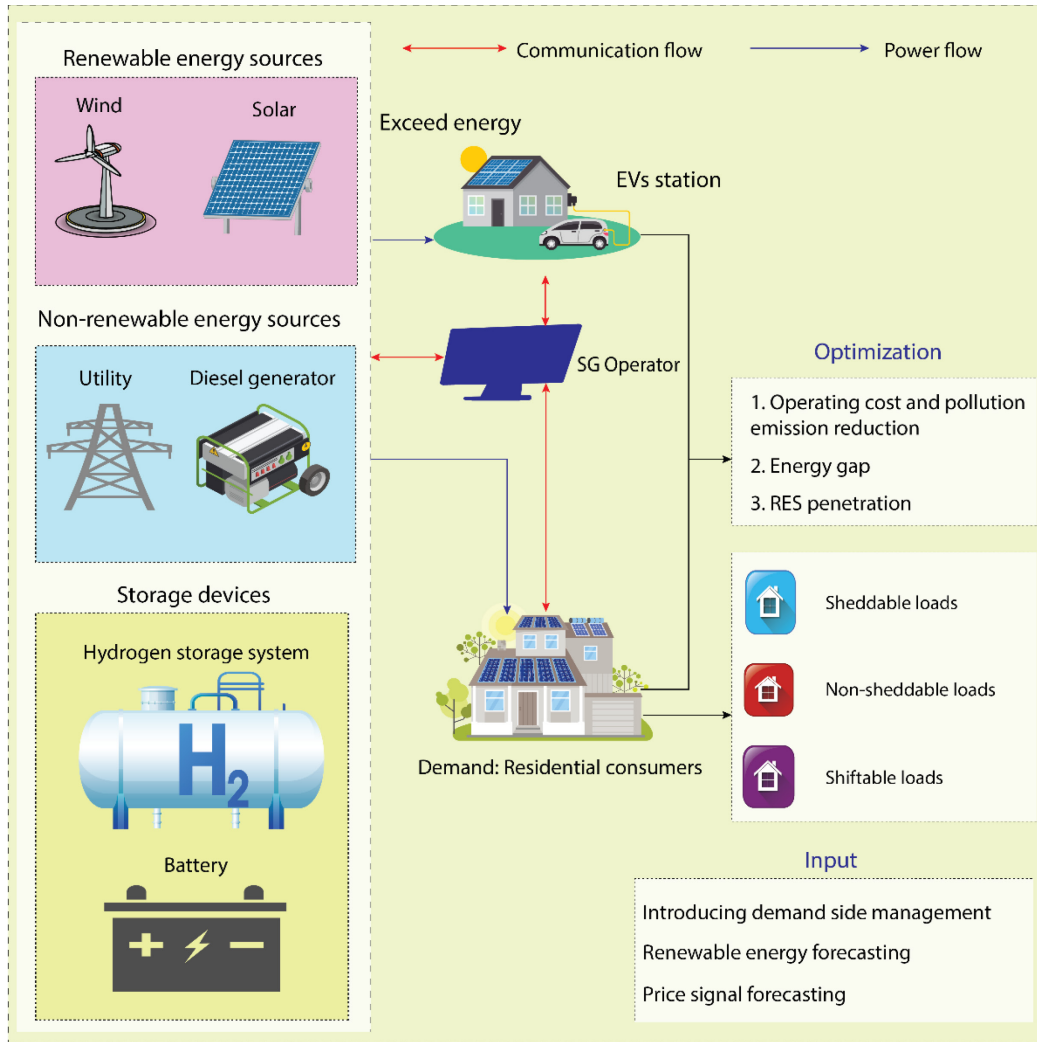 Renewable energy sources
Communication flow
Power flow
Wind
Solar
Exceed energy
EVs station
Non-renewable energy sources
Utility
Diesel generator
SG Operator
Optimization
1. Operating cost and pollution
emission reduction
2. Energy gap
3. RES penetration
Storage devices
Hydrogen storage system
H2
Battery
Demand: Residential consumers
Sheddable loads
Non-sheddable loads
Shiftable loads
Input
Introducing demand side management
Renewable energy forecasting
Price signal forecasting